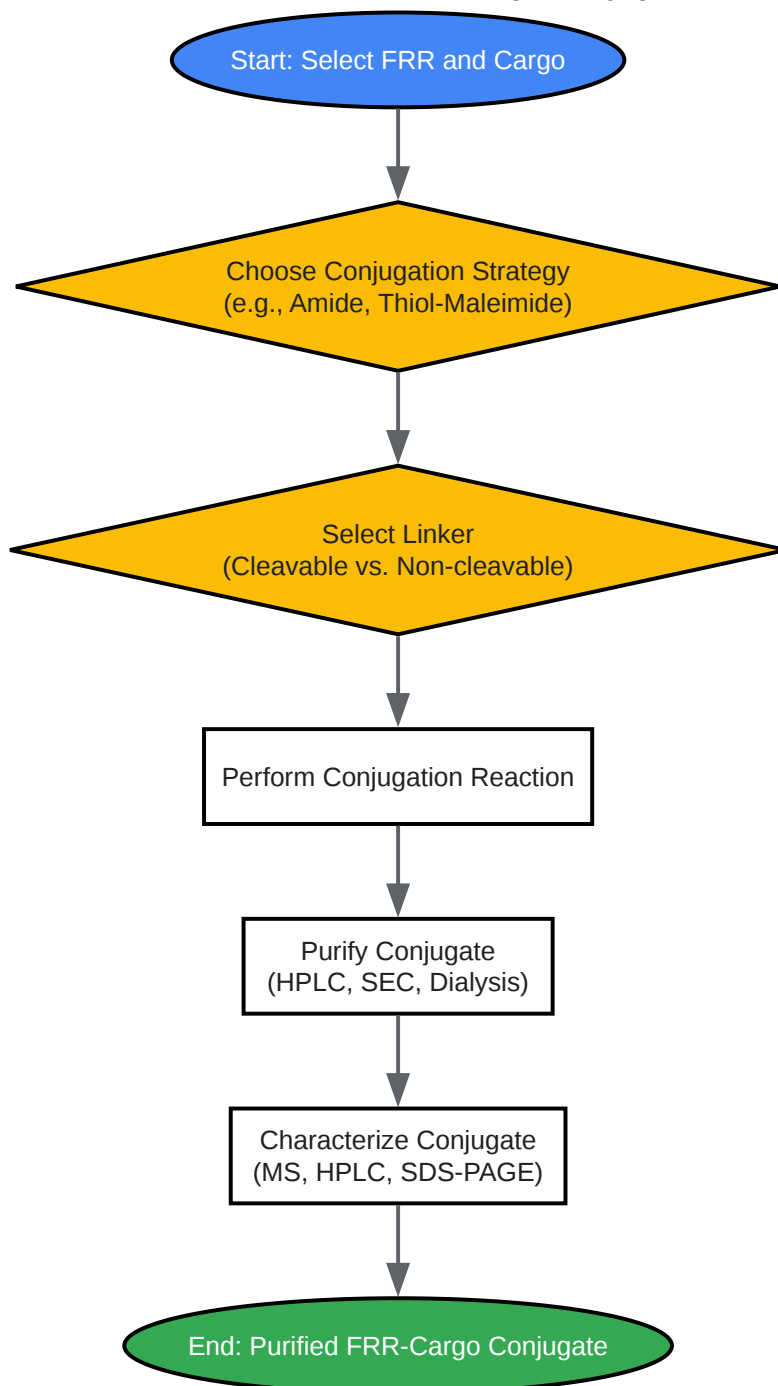 Start: Select FRR and Cargo
Choose Conjugation Strategy
(e.g., Amide, Thiol-Maleimide)
Select Linker
(Cleavable vs. Non-cleavable)
Perform Conjugation Reaction
Purify Conjugate
(HPLC, SEC, Dialysis)
Characterize Conjugate
(MS, HPLC, SDS-PAGE)
End: Purified FRR-Cargo Conjugate